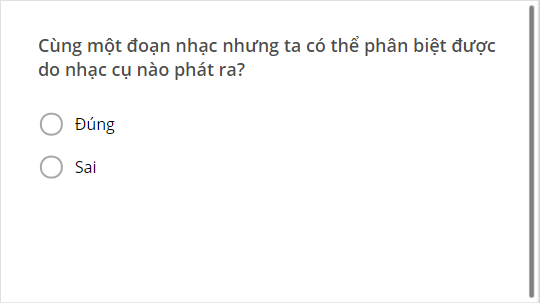 Cùng một đoạn nhạc nhưng ta có thể phân biệt được
do nhạc cụ nào phát ra?
Đúng
Sai